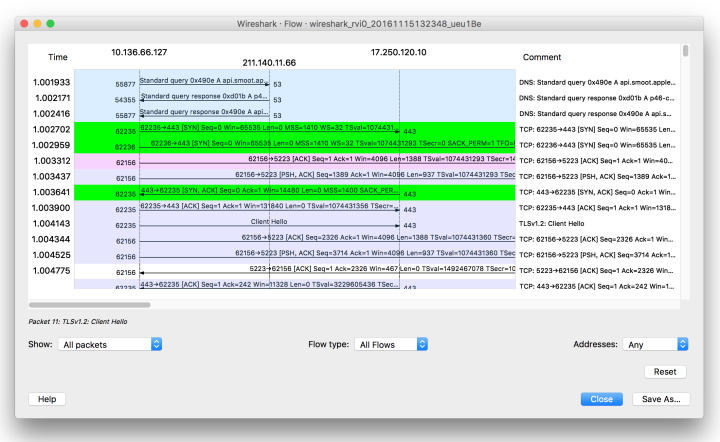 Wireshark · Flow · wireshark_rvi0_20161115132348_ueu1Be
Time 10.136.66.127 211.140.11.66 17.250.120.10 Comment
1.001933 55877 Standard query 0x490e A api.smoot.ap... 53 DNS: Standard query 0x490e A api.smoot.apple...
1.002171 54355 Standard query response 0xd01b A p4... 53 DNS: Standard query response 0xd01b A p46-c...
1.002416 55877 Standard query response 0x490e A api... 53 DNS: Standard query response 0x490e A api.s...
1.002702 62235 62235→443 [SYN] Seq=0 Win=65535 Len=0 MSS=1410 WS=32 TSval=1074431... 443 TCP: 62235→443 [SYN] Seq=0 Win=65535 Len...
1.002959 62236 62236→443 [SYN] Seq=0 Win=65535 Len=0 MSS=1410 WS=32 TSval=1074431293 TSecr=0 SACK_PERM=1 TFO= TCP: 62236→443 [SYN] Seq=0 Win=65535 Len...
1.003312 62156 62156→5223 [ACK] Seq=1 Ack=1 Win=4096 Len=1388 TSval=1074431293 TSecr=14 TCP: 62156→5223 [ACK] Seq=1 Ack=1 Win=40...
1.003437 62156 62156→5223 [PSH, ACK] Seq=1389 Ack=1 Win=4096 Len=937 TSval=1074431293 TSec TCP: 62156→5223 [PSH, ACK] Seq=1389 Ack=1...
1.003641 62235 443→62235 [SYN, ACK] Seq=0 Ack=1 Win=14480 Len=0 MSS=1400 SACK_PER... 443 TCP: 443→62235 [SYN, ACK] Seq=0 Ack=1 Win...
1.003900 62235 62235→443 [ACK] Seq=1 Ack=1 Win=131840 Len=0 TSval=1074431356 TSecr=... 443 TCP: 62235→443 [ACK] Seq=1 Ack=1 Win=1318...
1.004143 62235 Client Hello 443 TLSv1.2: Client Hello
1.004344 62156 62156→5223 [ACK] Seq=2326 Ack=1 Win=4096 Len=1388 TSval=1074431360 TSecr= TCP: 62156→5223 [ACK] Seq=2326 Ack=1 Win...
1.004525 62156 62156→5223 [PSH, ACK] Seq=3714 Ack=1 Win=4096 Len=937 TSval=1074431360 TSec TCP: 62156→5223 [PSH, ACK] Seq=3714 Ack=1...
1.004775 62156 5223→62156 [ACK] Seq=1 Ack=2326 Win=467 Len=0 TSval=1492467078 TSecr=10 TCP: 5223→62156 [ACK] Seq=1 Ack=2326 Win...
62235 443→62235 [ACK] Seq=1 Ack=242 Win=11328 Len=0 TSval=3229605436 TSec... 443 TCP: 443→62235 [ACK] Seq=1 Ack=242 Win=1...
Packet 11: TLSv1.2: Client Hello
Show: All packets Flow type: All Flows Addresses: Any
Reset
Help Close Save As...